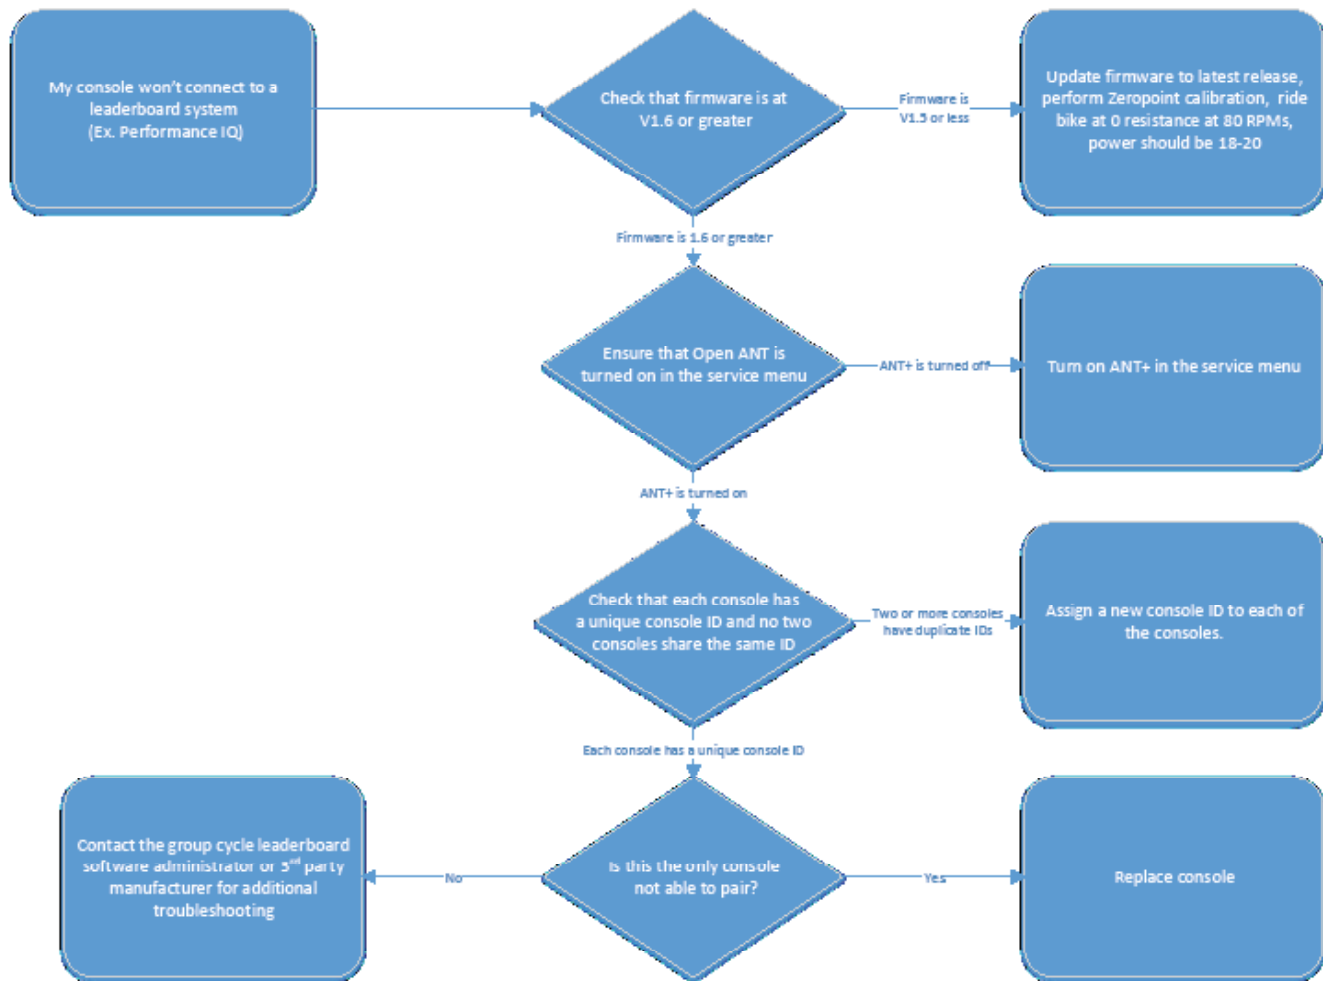 My console won't connect to a
leaderboard system
(Ex. Performance IQ)
Check that firmware is at
V1.6 or greater
Firmware is
V1.5 or less
Update firmware to latest release,
perform Zeropoint calibration, ride
bike at 0 resistance at 80 RPMs,
power should be 18-20
Firmware is 1.6 or greater
Ensure that Open ANT is
turned on in the service menu
ANT+ is turned off
Turn on ANT+ in the service menu
ANT+ is turned on
Check that each console has
a unique console ID and no two
consoles share the same ID
Two or more consoles
have duplicate IDs
Assign a new console ID to each of
the consoles.
Each console has a unique console ID
Contact the group cycle leaderboard
software administrator or 3rd party
manufacturer for additional
troubleshooting
No
Is this the only console
not able to pair?
Yes
Replace console